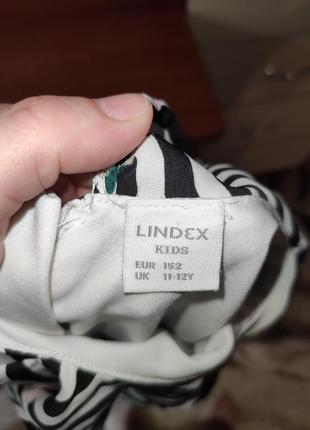 LINDEX
KIDS
EUR 152
UK 11-12Y